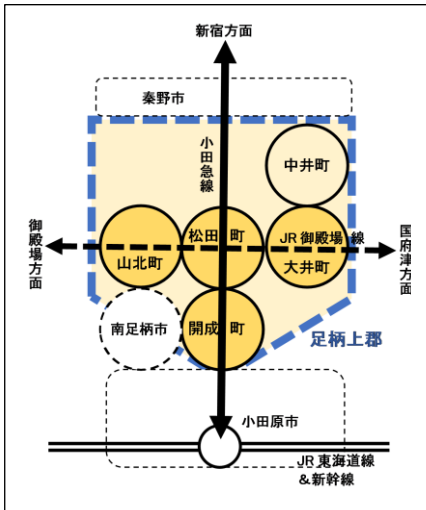 新宿方面
秦野市
小田急線
中井町
御殿場方面
国府津方面
松田町
JR御殿場線
山北町
大井町
南足柄市
開成町
足柄上郡
小田原市
JR東海道線
&新幹線